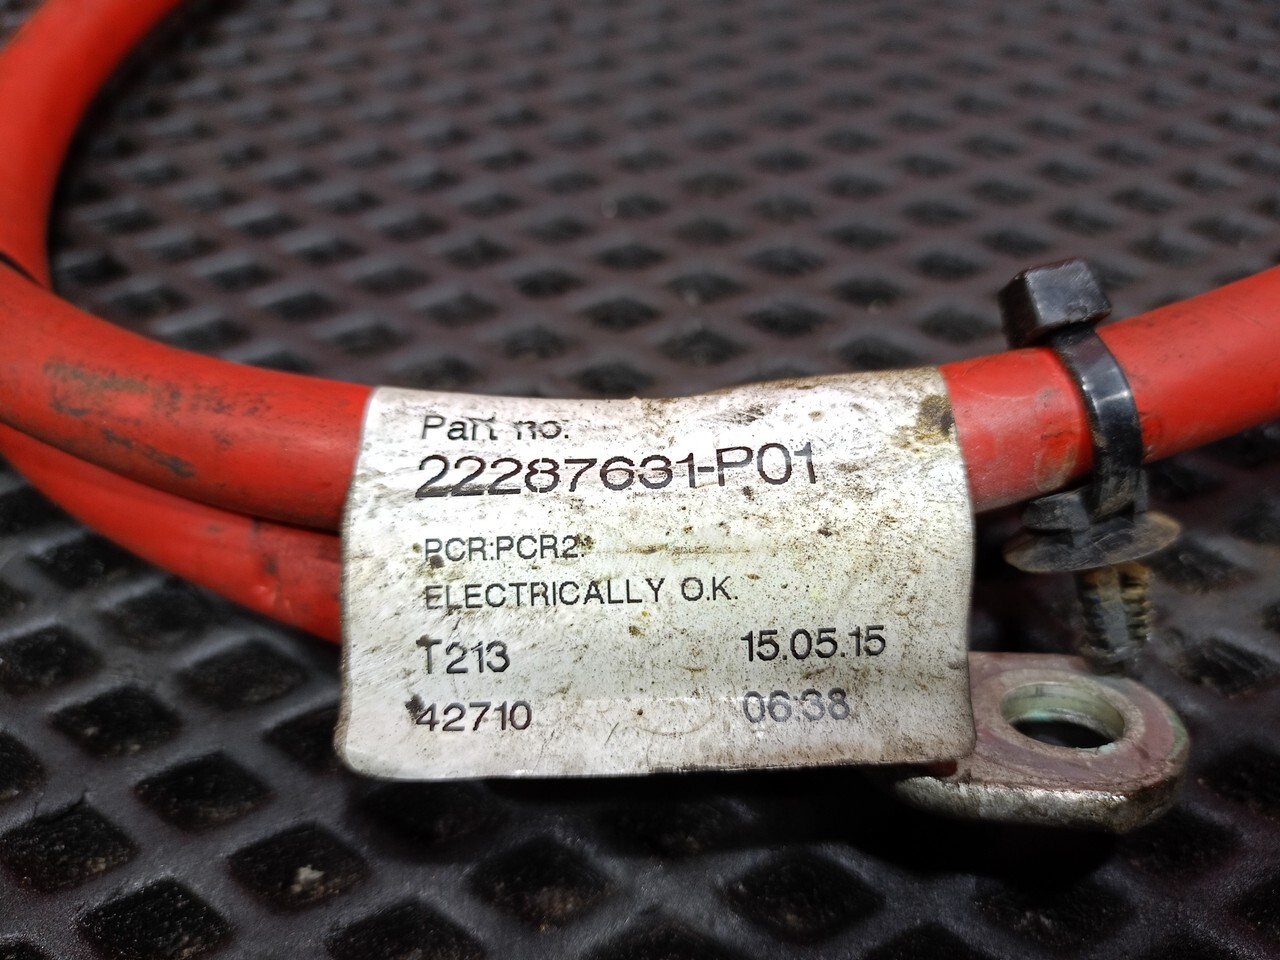 Part no.
22287631-P01
PCR:PCR2.
ELECTRICALLY O.K.
T213 15.05.15
42710 06:38